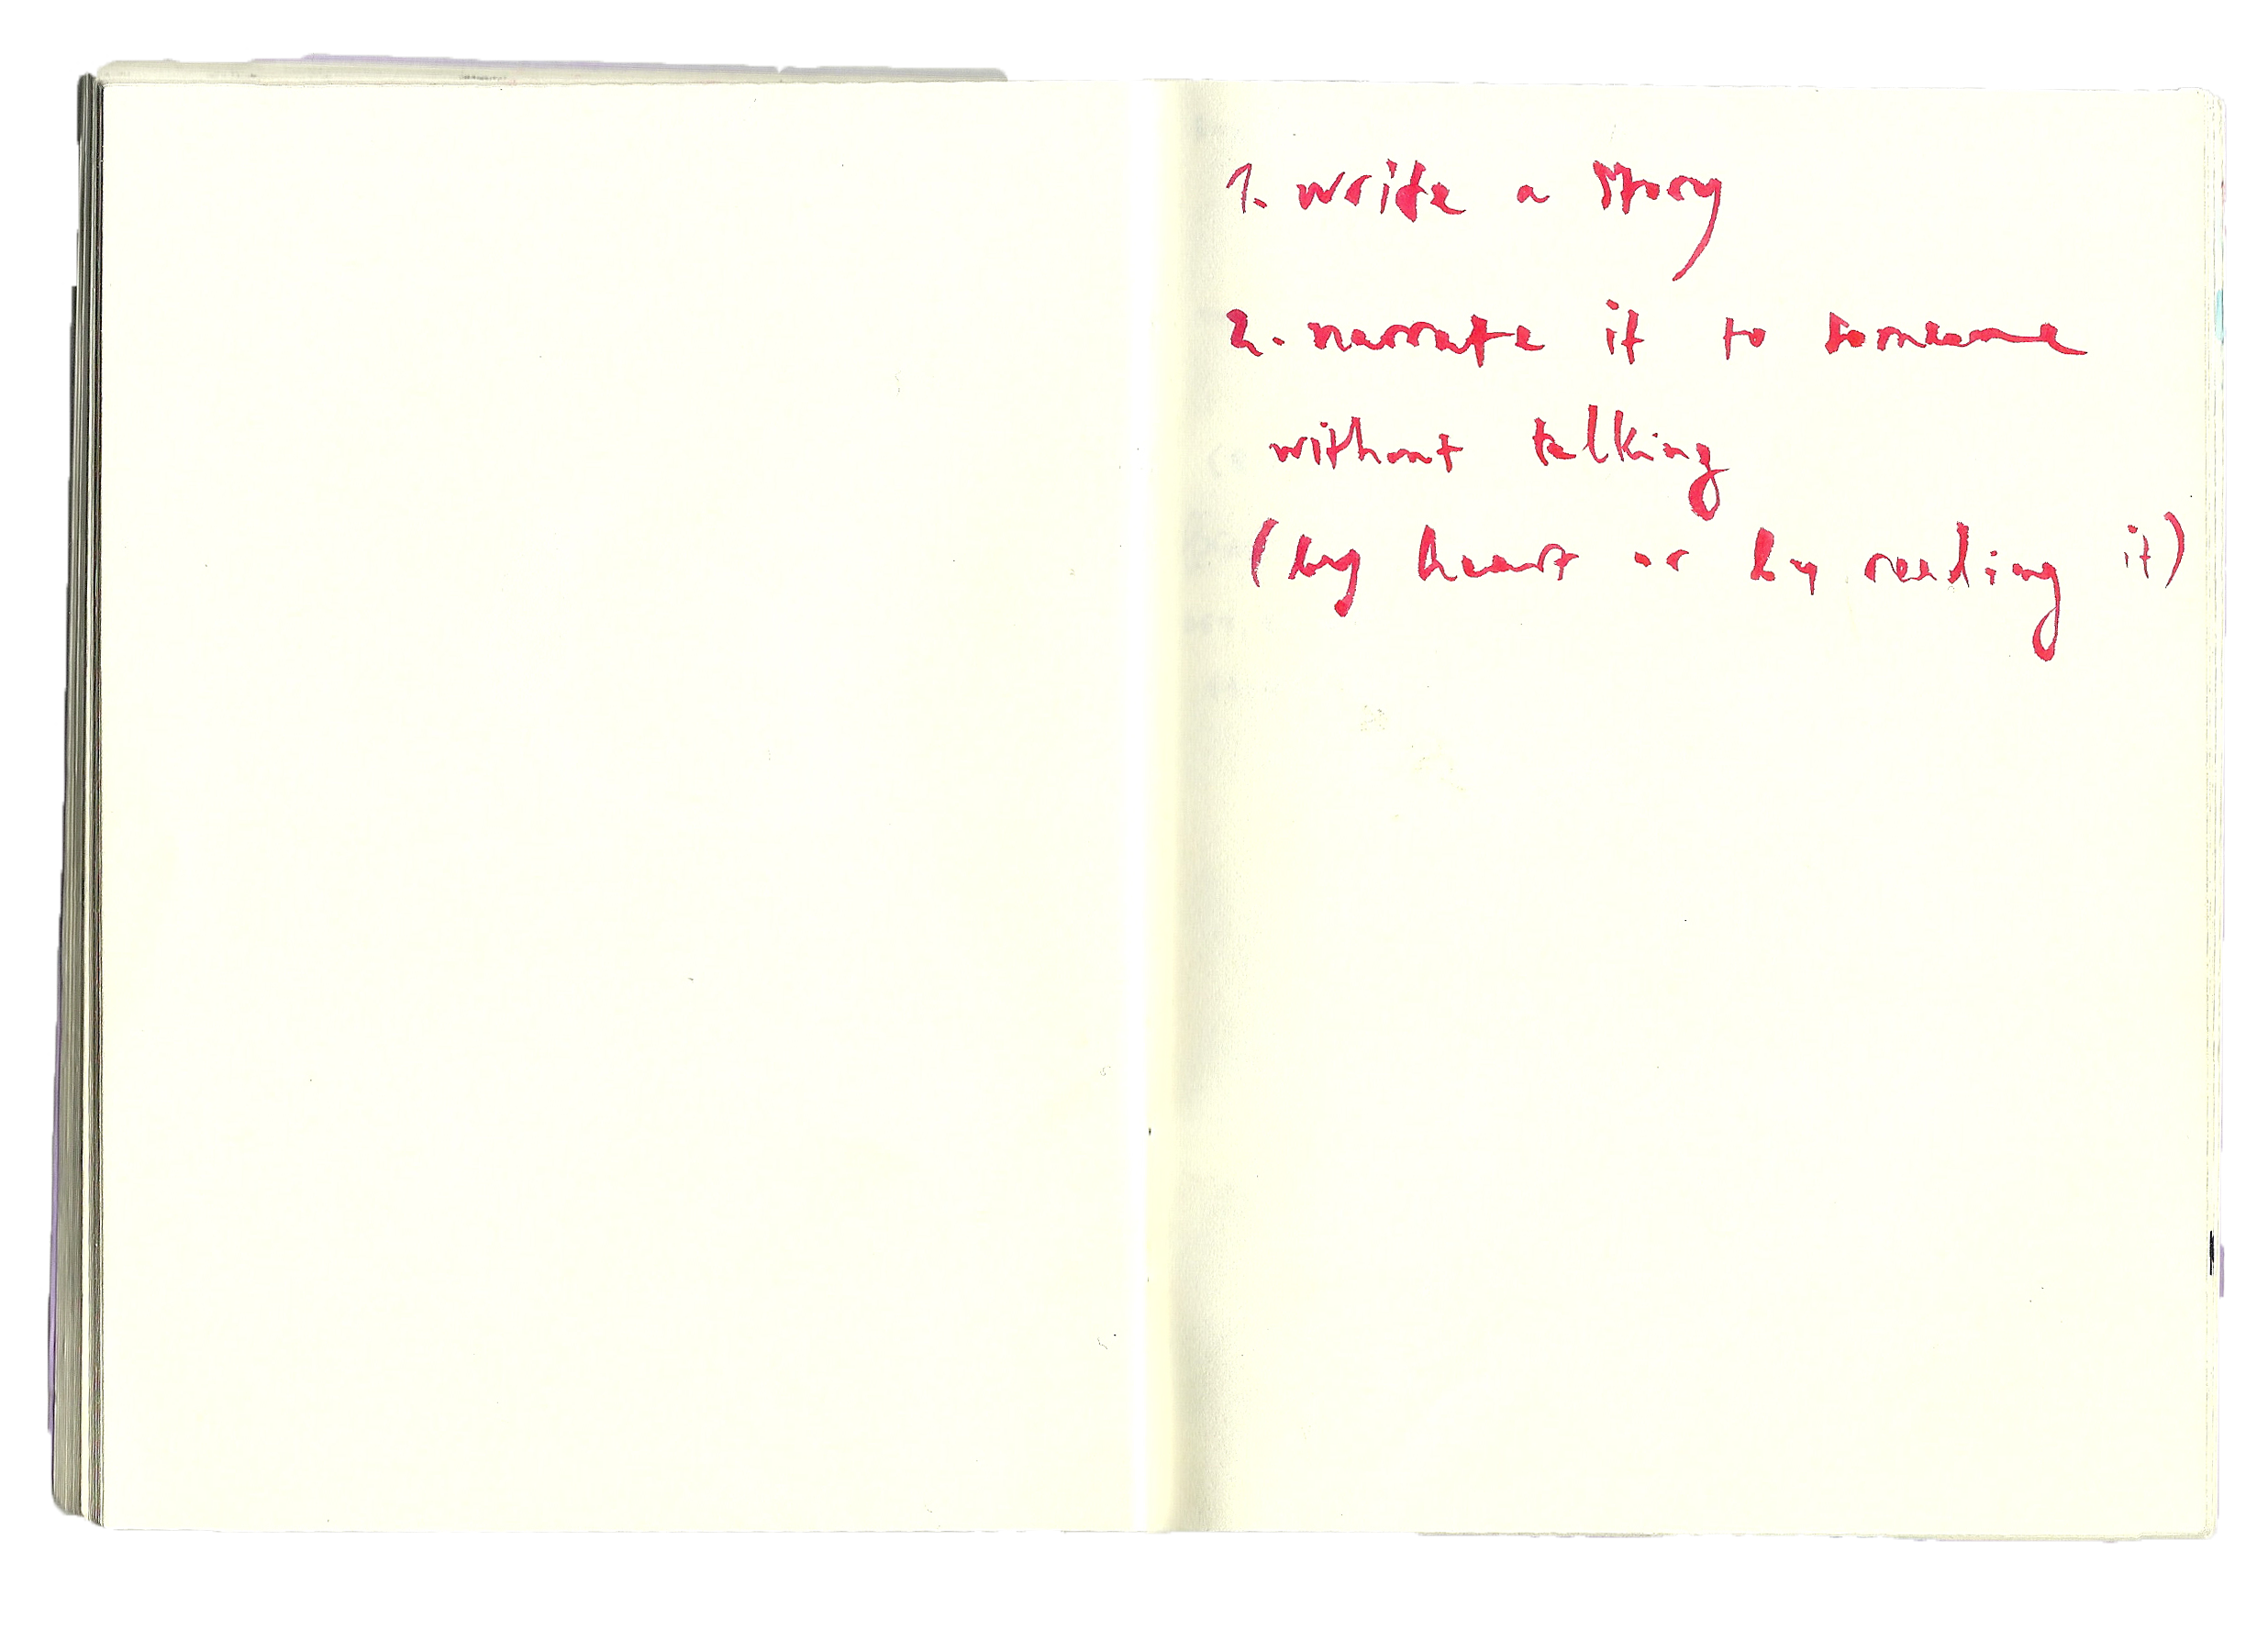 1. write a story
2. narrate it to someone
without talking
(by heart or by reading it)